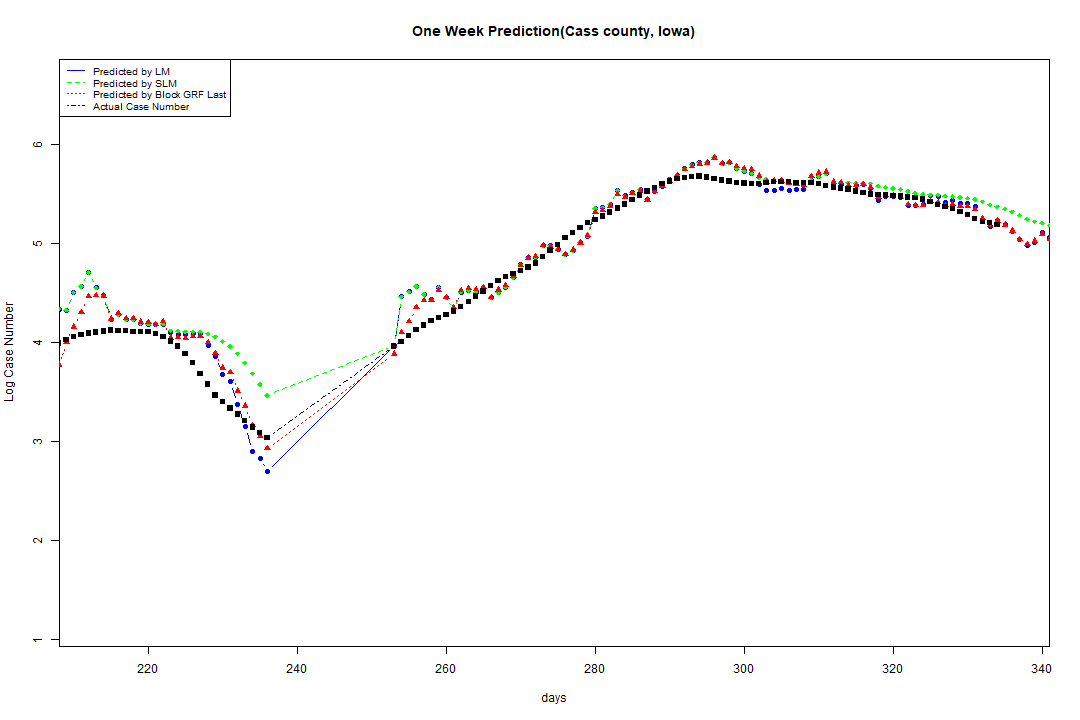 One Week Prediction(Cass county, Iowa)
Predicted by LM
Predicted by SLM
Predicted by Block GRF Last
Actual Case Number
Log Case Number
6
5
4
3
2
1
220 240 260 280 300 320 340
days